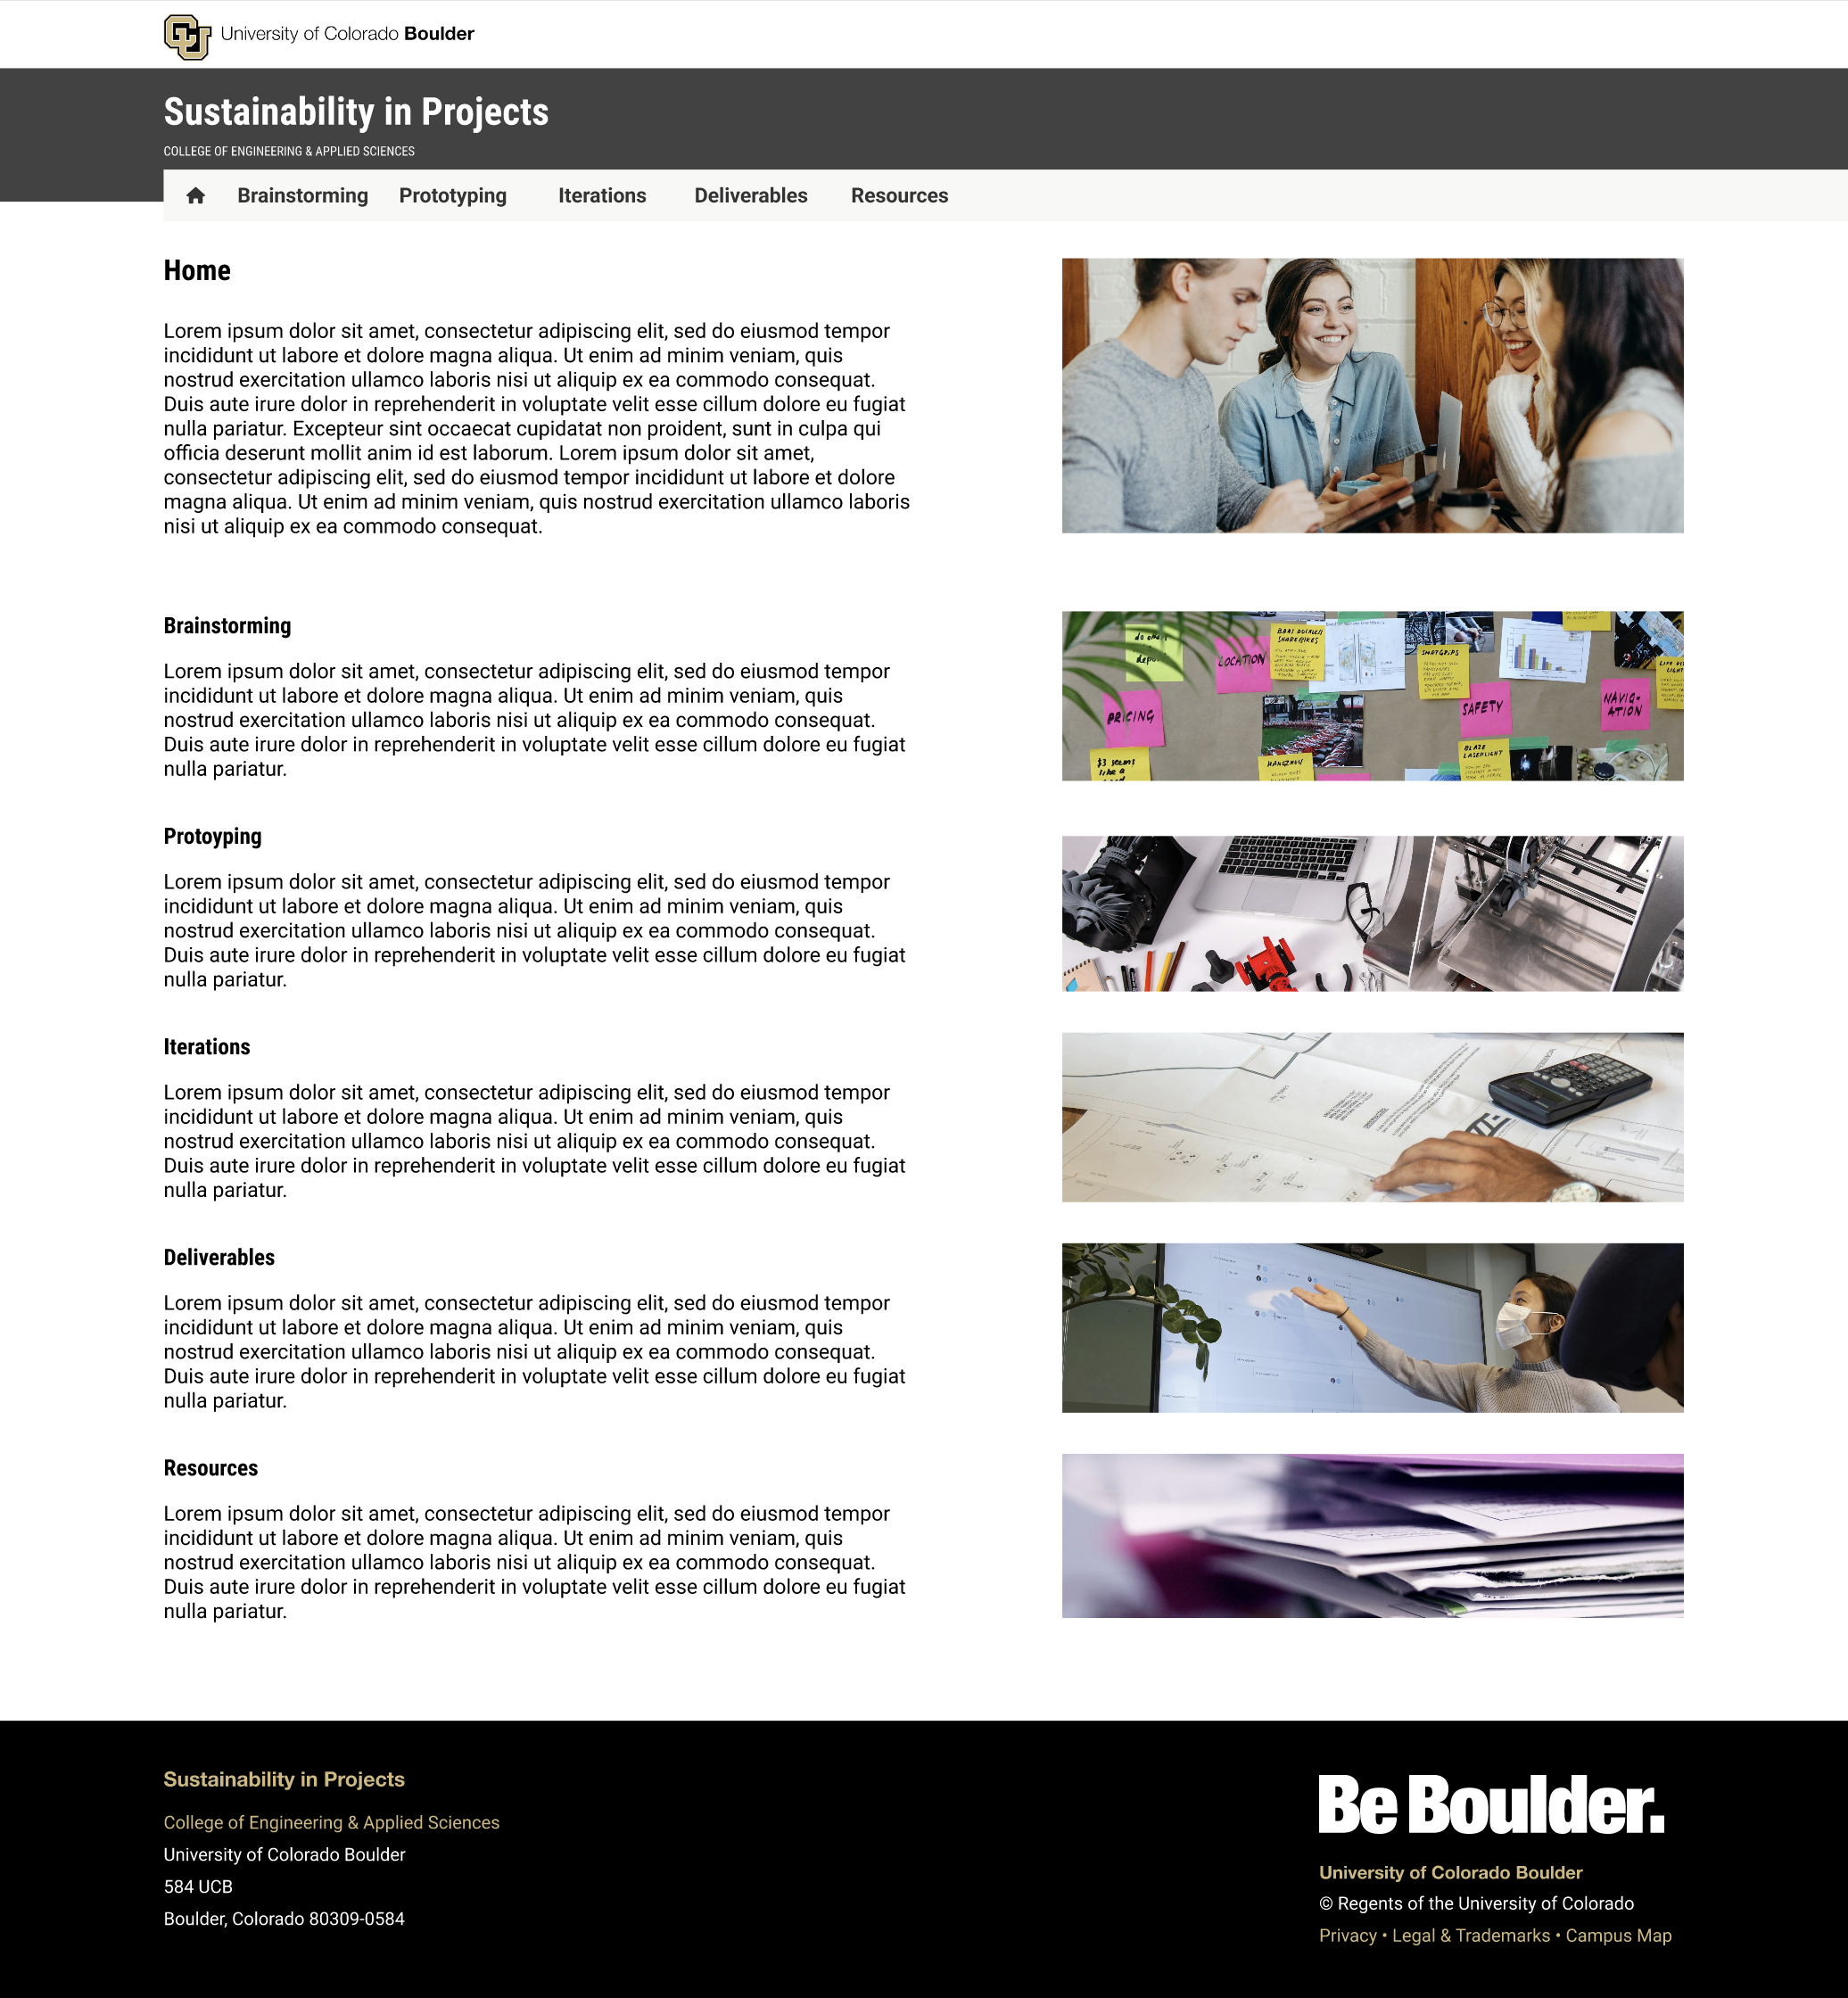 University of Colorado Boulder
Sustainability in Projects
COLLEGE OF ENGINEERING & APPLIED SCIENCES
Brainstorming Prototyping Iterations Deliverables Resources
Home
Lorem ipsum dolor sit amet, consectetur adipiscing elit, sed do eiusmod tempor
incididunt ut labore et dolore magna aliqua. Ut enim ad minim veniam, quis
nostrud exercitation ullamco laboris nisi ut aliquip ex ea commodo consequat.
Duis aute irure dolor in reprehenderit in voluptate velit esse cillum dolore eu fugiat
nulla pariatur. Excepteur sint occaecat cupidatat non proident, sunt in culpa qui
officia deserunt mollit anim id est laborum. Lorem ipsum dolor sit amet,
consectetur adipiscing elit, sed do eiusmod tempor incididunt ut labore et dolore
magna aliqua. Ut enim ad minim veniam, quis nostrud exercitation ullamco laboris
nisi ut aliquip ex ea commodo consequat.
Brainstorming
Lorem ipsum dolor sit amet, consectetur adipiscing elit, sed do eiusmod tempor
incididunt ut labore et dolore magna aliqua. Ut enim ad minim veniam, quis
nostrud exercitation ullamco laboris nisi ut aliquip ex ea commodo consequat.
Duis aute irure dolor in reprehenderit in voluptate velit esse cillum dolore eu fugiat
nulla pariatur.
LOCATION
PRICING
SAFETY
NAVIG-
ATION
$3 seems
like a
Protoyping
Lorem ipsum dolor sit amet, consectetur adipiscing elit, sed do eiusmod tempor
incididunt ut labore et dolore magna aliqua. Ut enim ad minim veniam, quis
nostrud exercitation ullamco laboris nisi ut aliquip ex ea commodo consequat.
Duis aute irure dolor in reprehenderit in voluptate velit esse cillum dolore eu fugiat
nulla pariatur.
Iterations
Lorem ipsum dolor sit amet, consectetur adipiscing elit, sed do eiusmod tempor
incididunt ut labore et dolore magna aliqua. Ut enim ad minim veniam, quis
nostrud exercitation ullamco laboris nisi ut aliquip ex ea commodo consequat.
Duis aute irure dolor in reprehenderit in voluptate velit esse cillum dolore eu fugiat
nulla pariatur.
Deliverables
Lorem ipsum dolor sit amet, consectetur adipiscing elit, sed do eiusmod tempor
incididunt ut labore et dolore magna aliqua. Ut enim ad minim veniam, quis
nostrud exercitation ullamco laboris nisi ut aliquip ex ea commodo consequat.
Duis aute irure dolor in reprehenderit in voluptate velit esse cillum dolore eu fugiat
nulla pariatur.
Resources
Lorem ipsum dolor sit amet, consectetur adipiscing elit, sed do eiusmod tempor
incididunt ut labore et dolore magna aliqua. Ut enim ad minim veniam, quis
nostrud exercitation ullamco laboris nisi ut aliquip ex ea commodo consequat.
Duis aute irure dolor in reprehenderit in voluptate velit esse cillum dolore eu fugiat
nulla pariatur.
Sustainability in Projects
College of Engineering & Applied Sciences
University of Colorado Boulder
584 UCB
Boulder, Colorado 80309-0584
Be Boulder.
University of Colorado Boulder
© Regents of the University of Colorado
Privacy • Legal & Trademarks • Campus Map